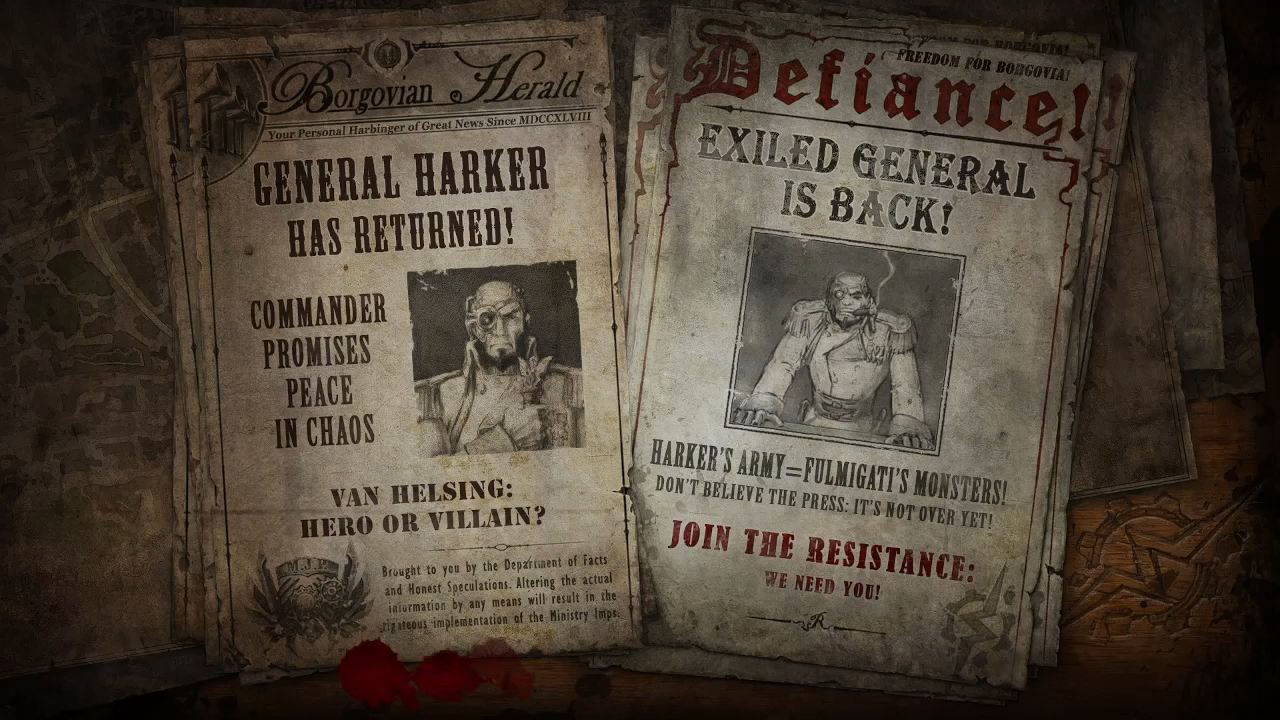 Borgovian Herald
Your Personal Harbinger of Great News Since MDCCXLVIII
GENERAL HARKER
HAS RETURNED!
COMMANDER
PROMISES
PEACE
IN CHAOS
VAN HELSING:
HERO OR VILLAIN?
M.J.P.
Brought to you by the Department of Facts
and Honest Speculations. Altering the actual
information by any means will result in the
rigateous implementation of the Ministry Imps.
FREEDOM FOR BORGOVIA!
FREEDOM FOR BORGOVIA!
Defiance!
EXILED GENERAL
IS BACK!
HARKER'S ARMY=FULMIGATI'S MONSTERS!
DON'T BELIEVE THE PRESS: IT'S NOT OVER YET!
JOIN THE RESISTANCE:
WE NEED YOU!
R